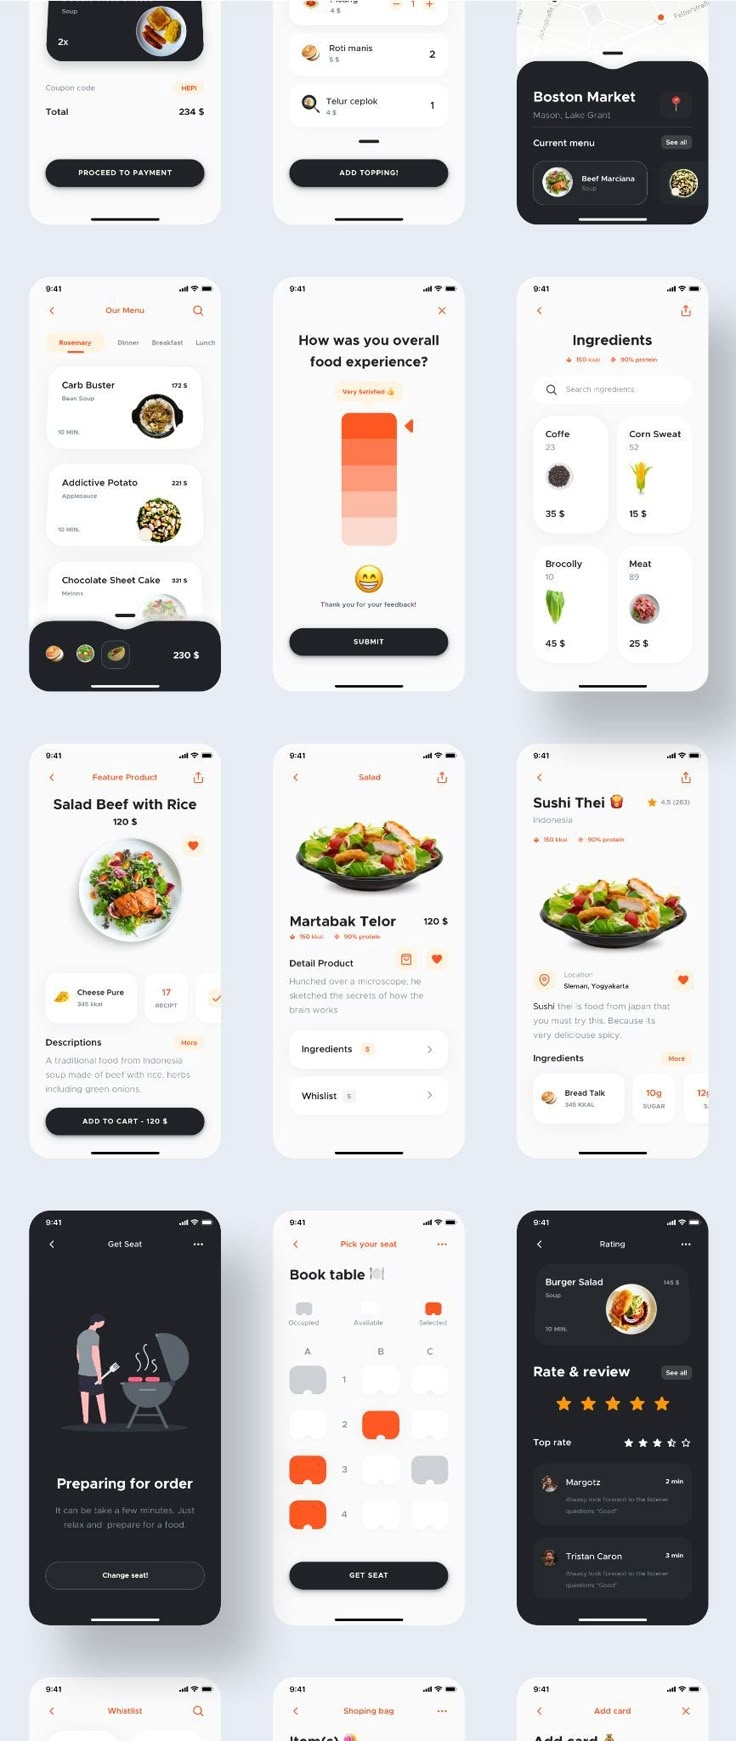 Soup
2x
Coupon code
HEPI
Total
234 $
PROCEED TO PAYMENT
4 $
1
Roti manis
5 $
2
Telur ceplok
4 $
1
ADD TOPPING!
Boston Market
Mason, Lake Grant
Current menu
See all
Beef Marciana
Soup
9:41
Our Menu
Rosemary
Dinner
Breakfast
Lunch
Carb Buster
172 $
Bean Soup
10 MIN.
Addictive Potato
221 $
Applesauce
10 MIN.
Chocolate Sheet Cake
321 $
Melons
230 $
9:41
How was you overall
food experience?
Very Satisfied 👍
Thank you for your feedback!
SUBMIT
9:41
Ingredients
150 kkal
90% protein
Search ingredients
Coffe
23
35 $
Corn Sweat
52
15 $
Brocolly
10
45 $
Meat
89
25 $
9:41
Feature Product
Salad Beef with Rice
120 $
Cheese Pure
345 kkal
17
RECIPT
Descriptions
More
A traditional food from Indonesia
soup made of beef with rice, herbs
including green onions.
ADD TO CART - 120 $
9:41
Salad
Martabak Telor
120 $
150 kkal
90% protein
Detail Product
Hunched over a microscope, he
sketched the secrets of how the
brain works
Ingredients
5
Whislist
5
9:41
Sushi Thei 🍟
4.5 (283)
Indonesia
150 kkal
90% protein
Location
Sleman, Yogyakarta
Sushi thei is food from japan that
you must try this. Because its
very deliciouse spicy.
Ingredients
More
Bread Talk
345 KKAL
10g
SUGAR
12g
9:41
Get Seat
Preparing for order
It can be take a few minutes. Just
relax and prepare for a food.
Change seat!
9:41
Pick your seat
Book table 🍽
Occupied
Available
Selected
A
B
C
1
2
3
4
GET SEAT
9:41
Rating
Burger Salad
145 $
Soup
10 MIN.
Rate & review
See all
Top rate
Margotz
2 min
Alwasy look forward to the listener
questions "Good"
Tristan Caron
3 min
Alwasy look forward to the listener
questions "Good"
9:41
Whistlist
9:41
Shoping bag
Item(s)
9:41
Add card
Add card